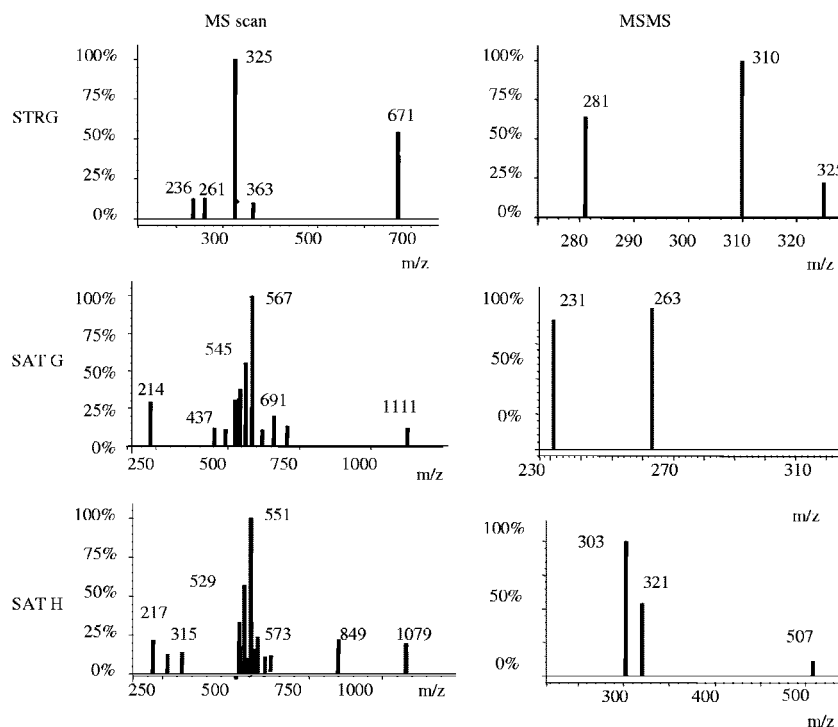 MS scan MSMS
STRG
100%
75%
50%
25%
0%
236 261 325 363 671
300 500 700
m/z
100%
75%
50%
25%
0%
281 310 325
280 290 300 310 320
m/z
SAT G
100%
75%
50%
25%
0%
214 437 545 567 691 1111
250 500 750 1000
m/z
100%
50%
0%
231 263
230 270 310
m/z
SAT H
100%
75%
50%
25%
0%
217 315 529 551 573 849 1079
250 500 750 1000
m/z
100%
50%
0%
303 321 507
300 400 500
m/z